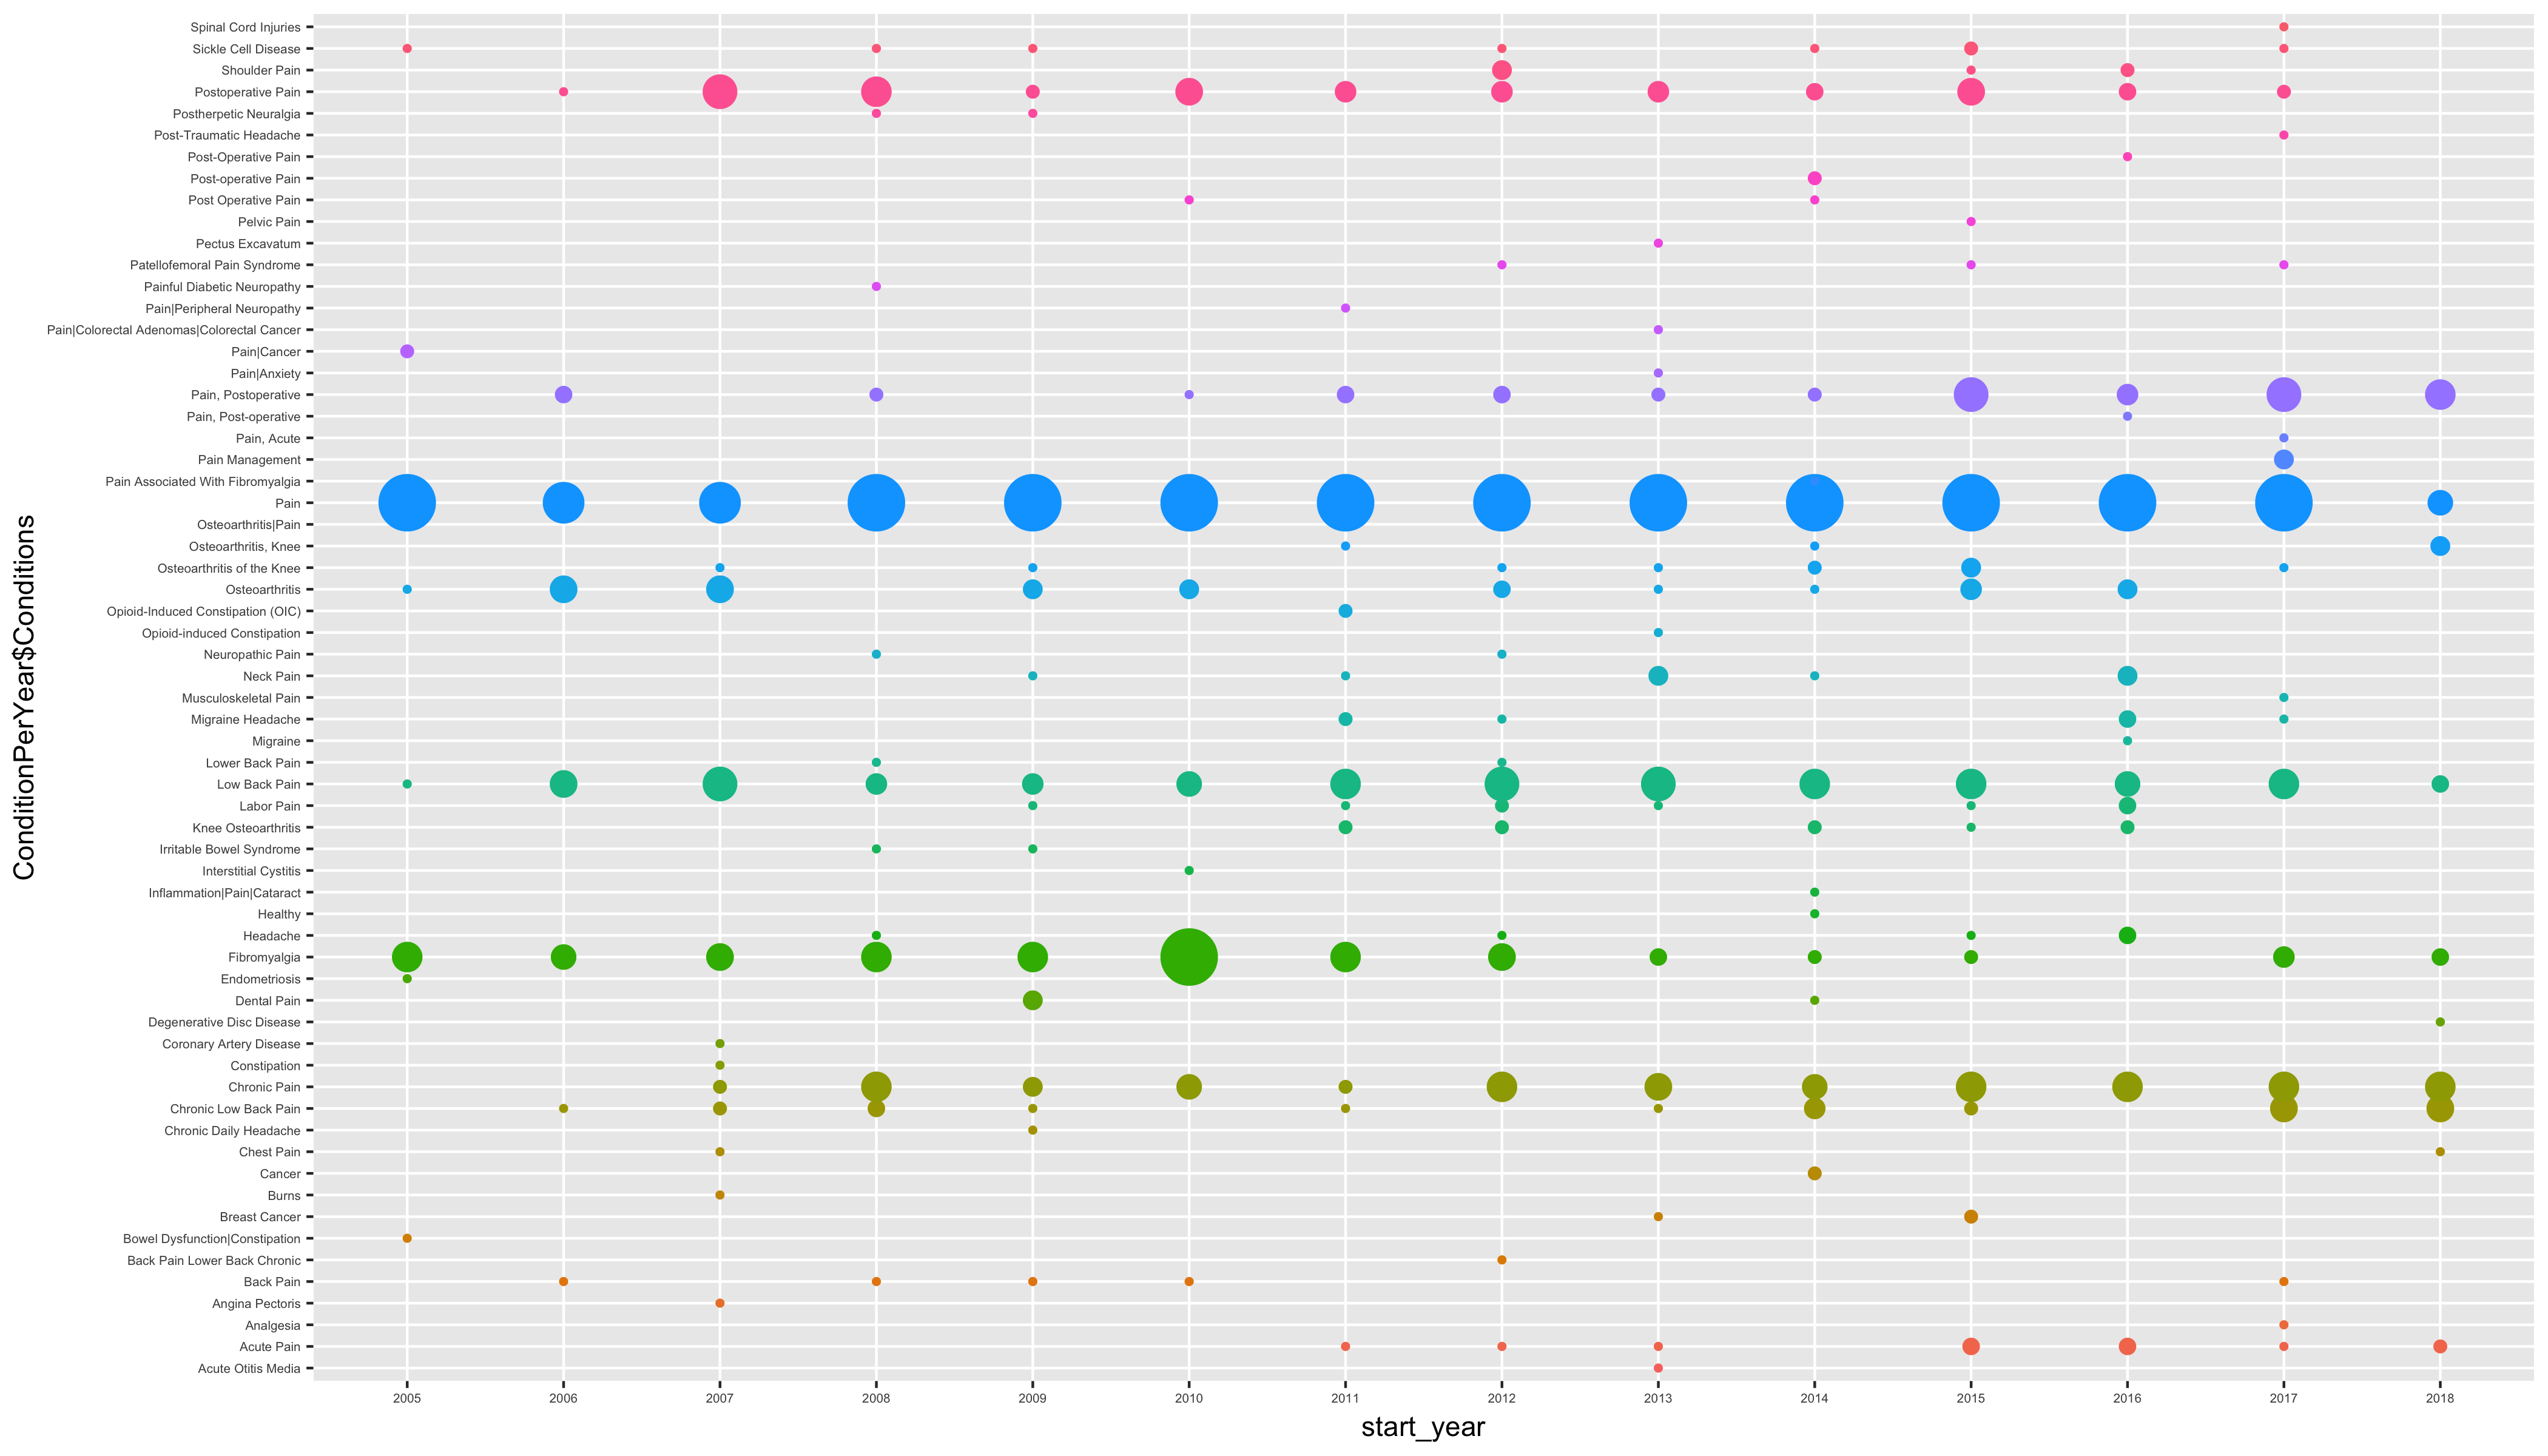 Spinal Cord Injuries
Sickle Cell Disease
Shoulder Pain
Postoperative Pain
Postherpetic Neuralgia
Post-Traumatic Headache
Post-Operative Pain
Post-operative Pain
Post Operative Pain
Pelvic Pain
Pectus Excavatum
Patellofemoral Pain Syndrome
Painful Diabetic Neuropathy
Pain|Peripheral Neuropathy
Pain|Colorectal Adenomas|Colorectal Cancer
Pain|Cancer
Pain|Anxiety
Pain, Postoperative
Pain, Post-operative
Pain, Acute
Pain Management
Pain Associated With Fibromyalgia
Pain
Osteoarthritis|Pain
Osteoarthritis, Knee
Osteoarthritis of the Knee
Osteoarthritis
Opioid-Induced Constipation (OIC)
Opioid-induced Constipation
Neuropathic Pain
Neck Pain
Musculoskeletal Pain
Migraine Headache
Migraine
Lower Back Pain
Low Back Pain
Labor Pain
Knee Osteoarthritis
Irritable Bowel Syndrome
Interstitial Cystitis
Inflammation|Pain|Cataract
Healthy
Headache
Fibromyalgia
Endometriosis
Dental Pain
Degenerative Disc Disease
Coronary Artery Disease
Constipation
Chronic Pain
Chronic Low Back Pain
Chronic Daily Headache
Chest Pain
Cancer
Burns
Breast Cancer
Bowel Dysfunction|Constipation
Back Pain Lower Back Chronic
Back Pain
Angina Pectoris
Analgesia
Acute Pain
Acute Otitis Media
ConditionPerYear$Conditions
2005 2006 2007 2008 2009 2010 2011 2012 2013 2014 2015 2016 2017 2018
start_year